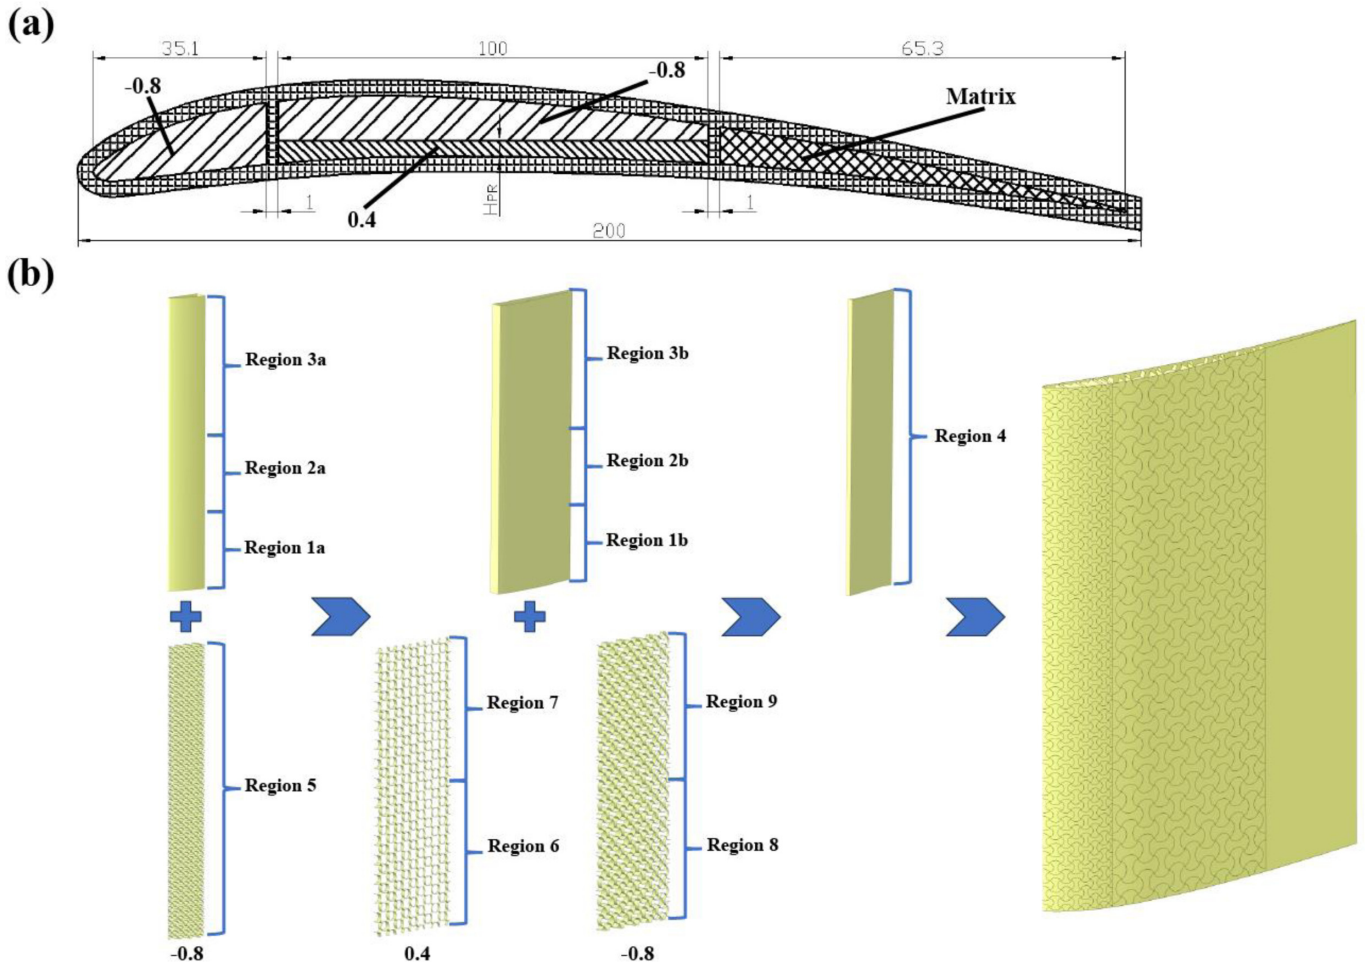 (a)
35.1
100
65.3
-0.8
-0.8
Matrix
0.4
1
H_PR
1
200
(b)
Region 3a
Region 2a
Region 1a
Region 3b
Region 2b
Region 1b
Region 4
Region 5
Region 7
Region 6
Region 9
Region 8
-0.8
0.4
-0.8